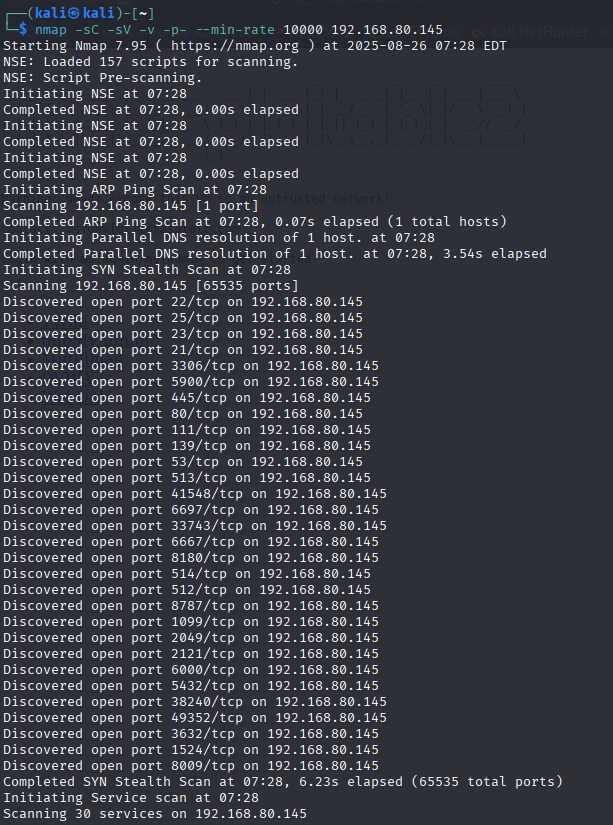 ┌──(kali㉿kali)-[~]
└─$ nmap -sC -sV -v -p- --min-rate 10000 192.168.80.145
Starting Nmap 7.95 ( https://nmap.org ) at 2025-08-26 07:28 EDT
NSE: Loaded 157 scripts for scanning.
NSE: Script Pre-scanning.
Initiating NSE at 07:28
Completed NSE at 07:28, 0.00s elapsed
Initiating NSE at 07:28
Completed NSE at 07:28, 0.00s elapsed
Initiating NSE at 07:28
Completed NSE at 07:28, 0.00s elapsed
Initiating ARP Ping Scan at 07:28
Scanning 192.168.80.145 [1 port]
Completed ARP Ping Scan at 07:28, 0.07s elapsed (1 total hosts)
Initiating Parallel DNS resolution of 1 host. at 07:28
Completed Parallel DNS resolution of 1 host. at 07:28, 3.54s elapsed
Initiating SYN Stealth Scan at 07:28
Scanning 192.168.80.145 [65535 ports]
Discovered open port 22/tcp on 192.168.80.145
Discovered open port 25/tcp on 192.168.80.145
Discovered open port 23/tcp on 192.168.80.145
Discovered open port 21/tcp on 192.168.80.145
Discovered open port 3306/tcp on 192.168.80.145
Discovered open port 5900/tcp on 192.168.80.145
Discovered open port 445/tcp on 192.168.80.145
Discovered open port 80/tcp on 192.168.80.145
Discovered open port 111/tcp on 192.168.80.145
Discovered open port 139/tcp on 192.168.80.145
Discovered open port 53/tcp on 192.168.80.145
Discovered open port 513/tcp on 192.168.80.145
Discovered open port 41548/tcp on 192.168.80.145
Discovered open port 6697/tcp on 192.168.80.145
Discovered open port 33743/tcp on 192.168.80.145
Discovered open port 6667/tcp on 192.168.80.145
Discovered open port 8180/tcp on 192.168.80.145
Discovered open port 514/tcp on 192.168.80.145
Discovered open port 512/tcp on 192.168.80.145
Discovered open port 8787/tcp on 192.168.80.145
Discovered open port 1099/tcp on 192.168.80.145
Discovered open port 2049/tcp on 192.168.80.145
Discovered open port 2121/tcp on 192.168.80.145
Discovered open port 6000/tcp on 192.168.80.145
Discovered open port 5432/tcp on 192.168.80.145
Discovered open port 38240/tcp on 192.168.80.145
Discovered open port 49352/tcp on 192.168.80.145
Discovered open port 3632/tcp on 192.168.80.145
Discovered open port 1524/tcp on 192.168.80.145
Discovered open port 8009/tcp on 192.168.80.145
Completed SYN Stealth Scan at 07:28, 6.23s elapsed (65535 total ports)
Initiating Service scan at 07:28
Scanning 30 services on 192.168.80.145